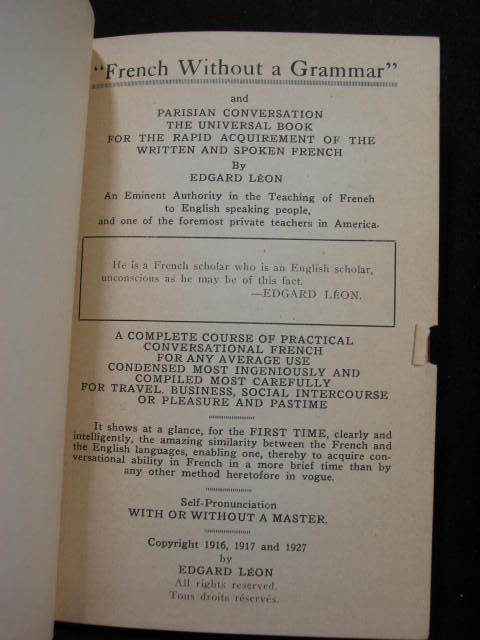 "French Without a Grammar"
and
PARISIAN CONVERSATION
THE UNIVERSAL BOOK
FOR THE RAPID ACQUIREMENT OF THE
WRITTEN AND SPOKEN FRENCH
By
EDGARD LÉON
An Eminent Authority in the Teaching of Freneh
to English speaking people,
and one of the foremost private teachers in America.
He is a French scholar who is an English scholar,
unconscious as he may be of this fact.
—EDGARD LÉON.
A COMPLETE COURSE OF PRACTICAL
CONVERSATIONAL FRENCH
FOR ANY AVERAGE USE
CONDENSED MOST INGENIOUSLY AND
COMPILED MOST CAREFULLY
FOR TRAVEL. BUSINESS, SOCIAL INTERCOURSE
OR PLEASURE AND PASTIME
It shows at a glance, for the FIRST TIME, clearly and
intelligently, the amazing similarity between the French and
the English languages, enabling one, thereby to acquire con-
versational ability in French in a more brief time than by
any other method heretofore in vogue.
Self-Pronunciation
WITH OR WITHOUT A MASTER.
Copyright 1916, 1917 and 1927
by
EDGARD LÉON
All rights reserved.
Tous droits réservés.